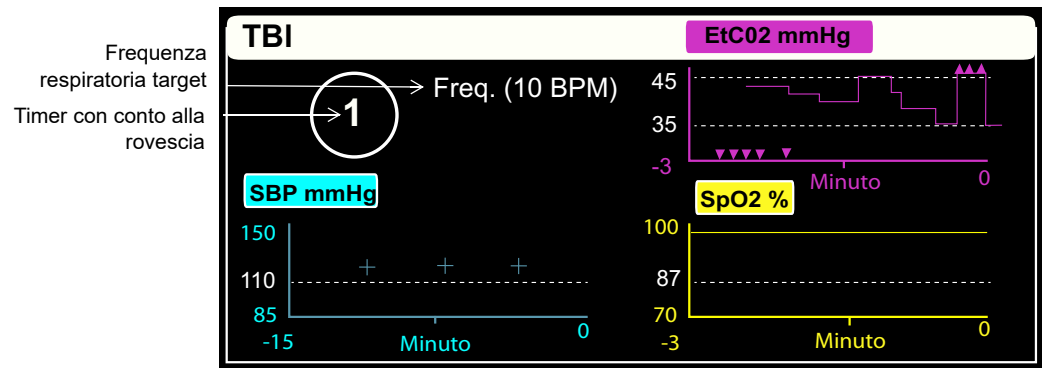 Frequenza
respiratoria target
Timer con conto alla
rovescia
TBI
1
Freq. (10 BPM)
EtC02 mmHg
45
35
-3
Minuto
0
SBP mmHg
150
110
85
-15
Minuto
0
SpO2 %
100
87
70
-3
Minuto
0